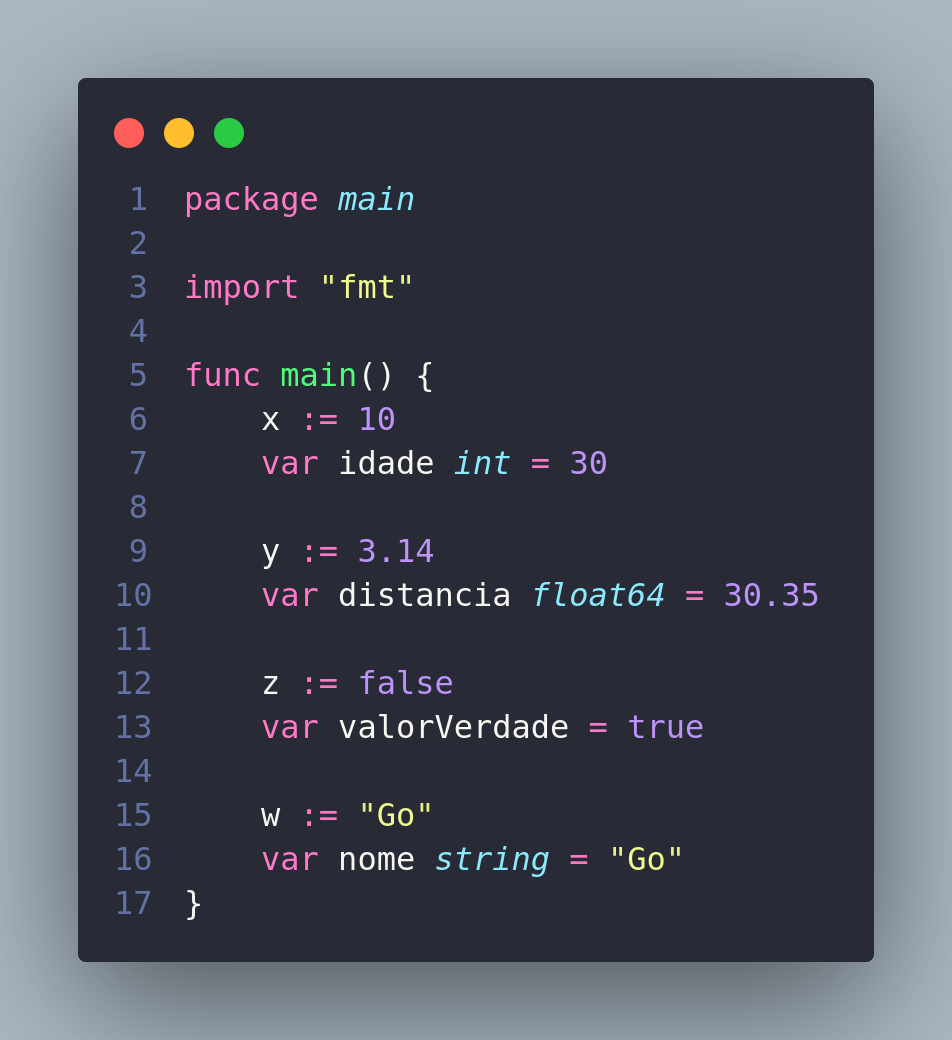 1 package main
2
3 import "fmt"
4
5 func main() {
6     x := 10
7     var idade int = 30
8
9     y := 3.14
10     var distancia float64 = 30.35
11
12     z := false
13     var valorVerdade = true
14
15     w := "Go"
16     var nome string = "Go"
17 }